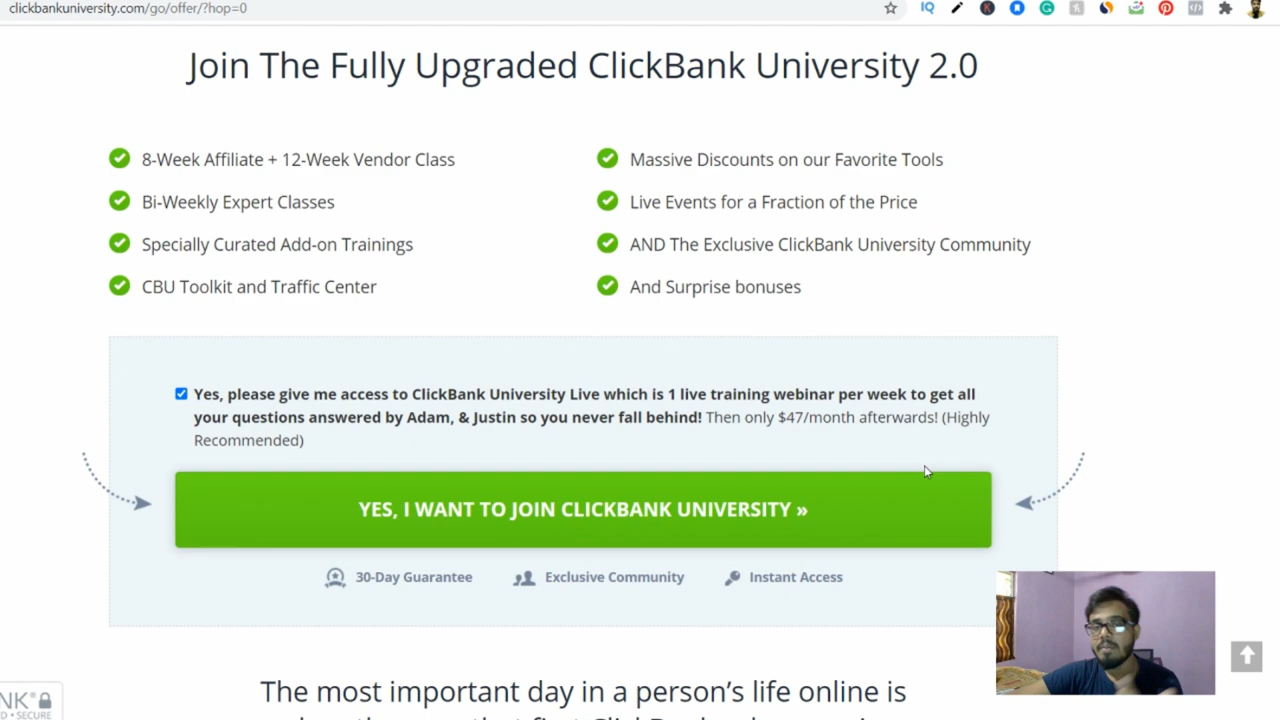 clickbankuniversity.com/go/offer/?hop=0
Join The Fully Upgraded ClickBank University 2.0
8-Week Affiliate + 12-Week Vendor Class
Massive Discounts on our Favorite Tools
Bi-Weekly Expert Classes
Live Events for a Fraction of the Price
Specially Curated Add-on Trainings
AND The Exclusive ClickBank University Community
CBU Toolkit and Traffic Center
And Surprise bonuses
Yes, please give me access to ClickBank University Live which is 1 live training webinar per week to get all
your questions answered by Adam, & Justin so you never fall behind! Then only $47/month afterwards! (Highly
Recommended)
YES, I WANT TO JOIN CLICKBANK UNIVERSITY »
30-Day Guarantee
Exclusive Community
Instant Access
The most important day in a person's life online is